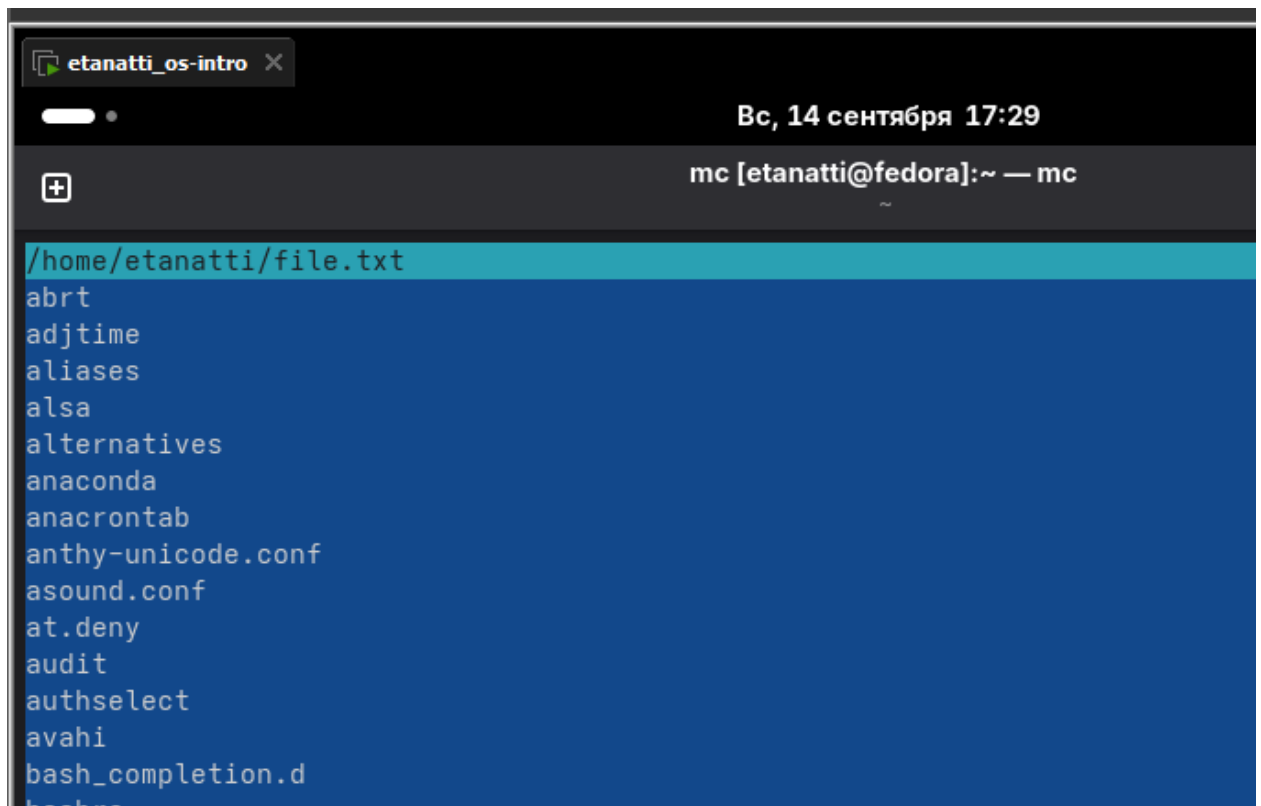 etanatti_os-intro
Вс, 14 сентября 17:29
mc [etanatti@fedora]:~ — mc
~
/home/etanatti/file.txt
abrt
adjtime
aliases
alsa
alternatives
anaconda
anacrontab
anthy-unicode.conf
asound.conf
at.deny
audit
authselect
avahi
bash_completion.d